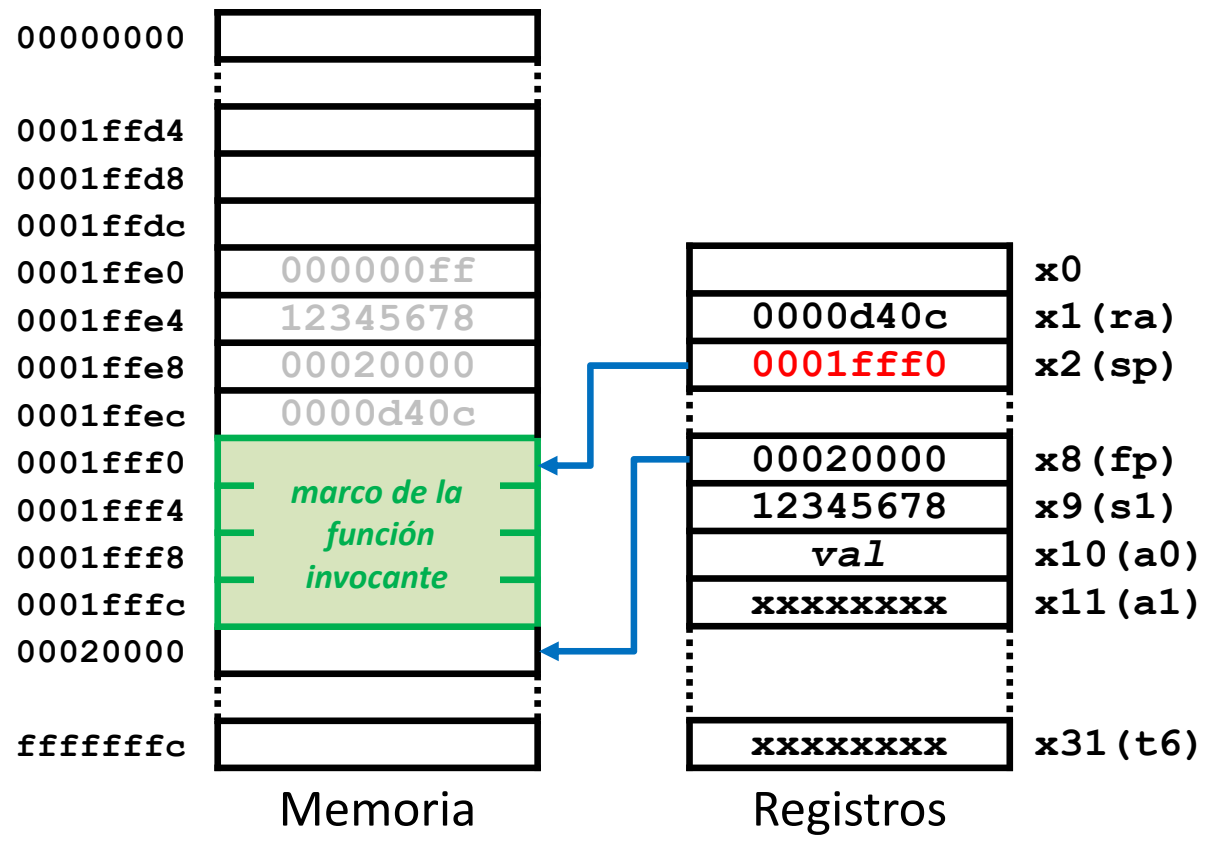 00000000
0001ffd4
0001ffd8
0001ffdc
0001ffe0 000000ff
0001ffe4 12345678
0001ffe8 00020000
0001ffec 0000d40c
0001fff0
0001fff4
0001fff8
0001fffc
marco de la
función
invocante
00020000
fffffffc
Memoria
x0
0000d40c x1(ra)
0001fff0 x2(sp)
00020000 x8(fp)
12345678 x9(s1)
val x10(a0)
xxxxxxxx x11(a1)
xxxxxxxx x31(t6)
Registros